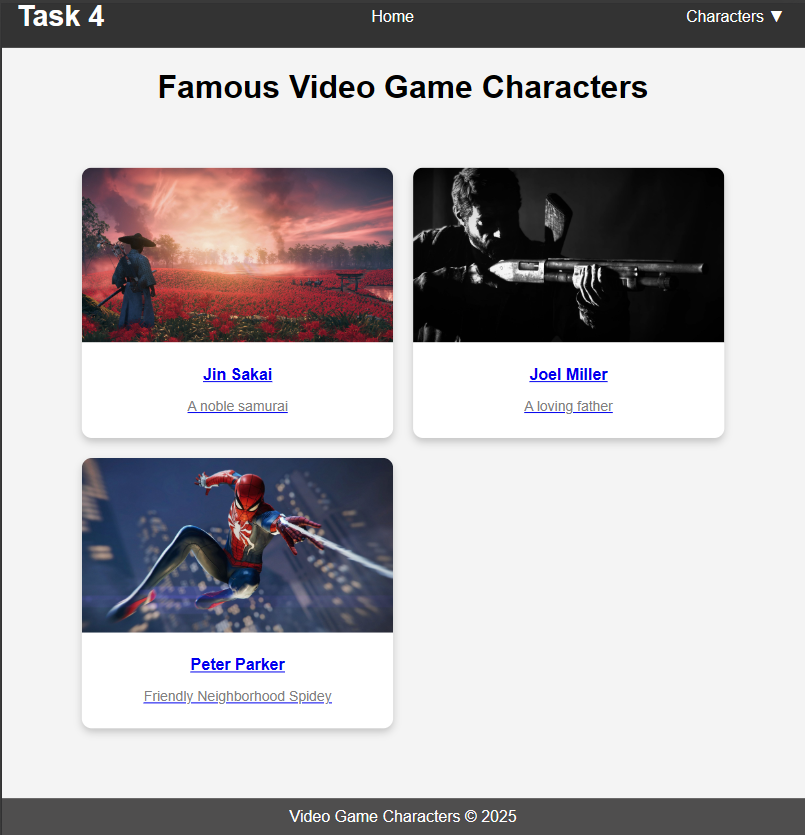 Task 4
Home
Characters ▼
Famous Video Game Characters
Jin Sakai
A noble samurai
Joel Miller
A loving father
Peter Parker
Friendly Neighborhood Spidey
Video Game Characters © 2025